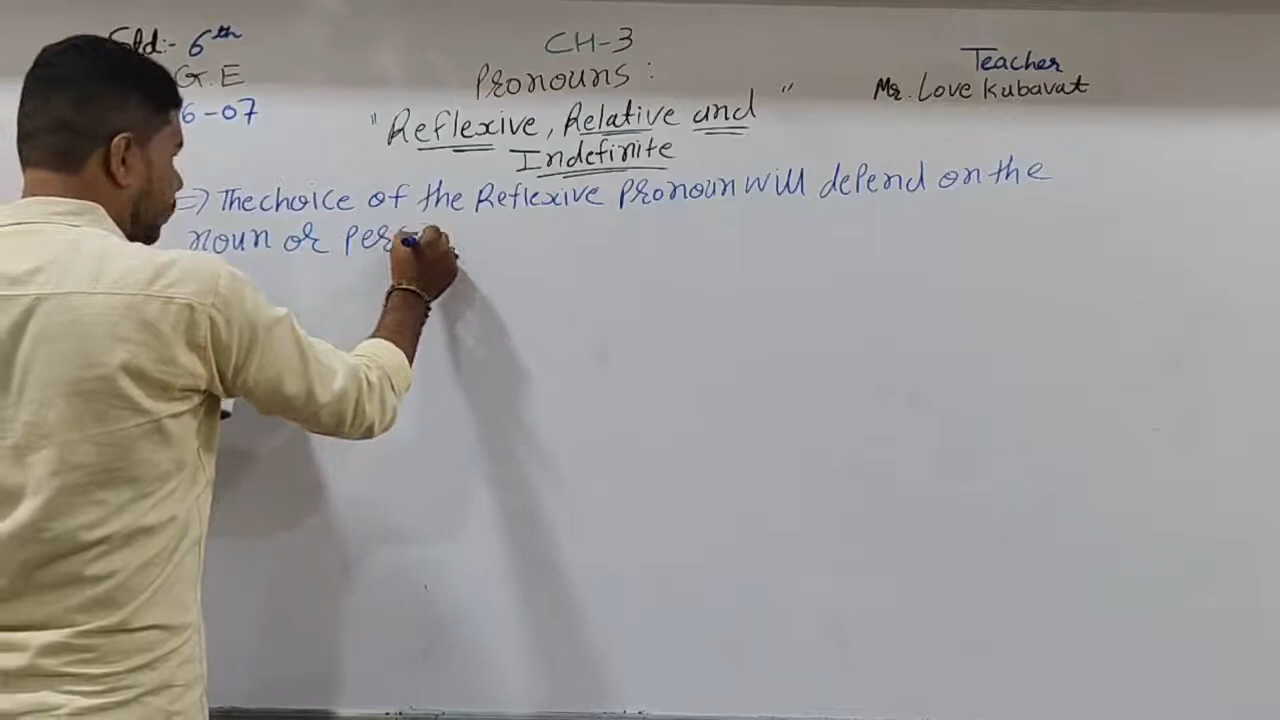 Std:- 6th
G.E
6-07
CH-3
Pronouns:
"Reflexive, Relative and
Indefinite"
Teacher
Mr. Love Kubavat
=> The choice of the Reflexive pronoun will depend on the
noun or pers